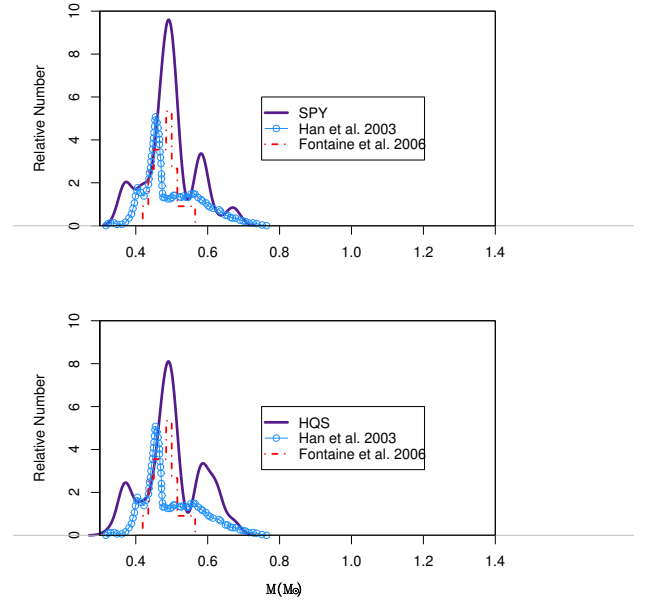 10
8
6
4
2
0
Relative Number
SPY
Han et al. 2003
Fontaine et al. 2006
0.4 0.6 0.8 1.0 1.2 1.4
10
8
6
4
2
0
Relative Number
HQS
Han et al. 2003
Fontaine et al. 2006
0.4 0.6 0.8 1.0 1.2 1.4
M(M⊙)